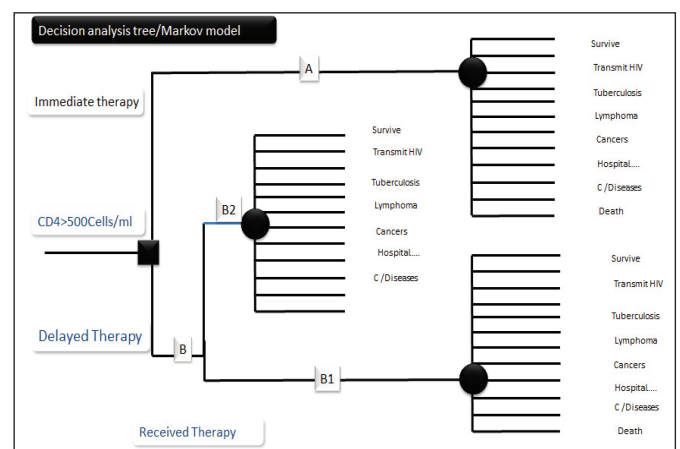 Decision analysis tree/Markov model
A
Immediate therapy
Survive
Transmit HIV
Tuberculosis
Lymphoma
Cancers
Hospital....
C /Diseases
Death
CD4>500Cells/ml
B2
Survive
Transmit HIV
Tuberculosis
Lymphoma
Cancers
Hospital....
C /Diseases
Delayed Therapy
B
B1
Survive
Transmit HIV
Tuberculosis
Lymphoma
Cancers
Hospital....
C /Diseases
Death
Received Therapy